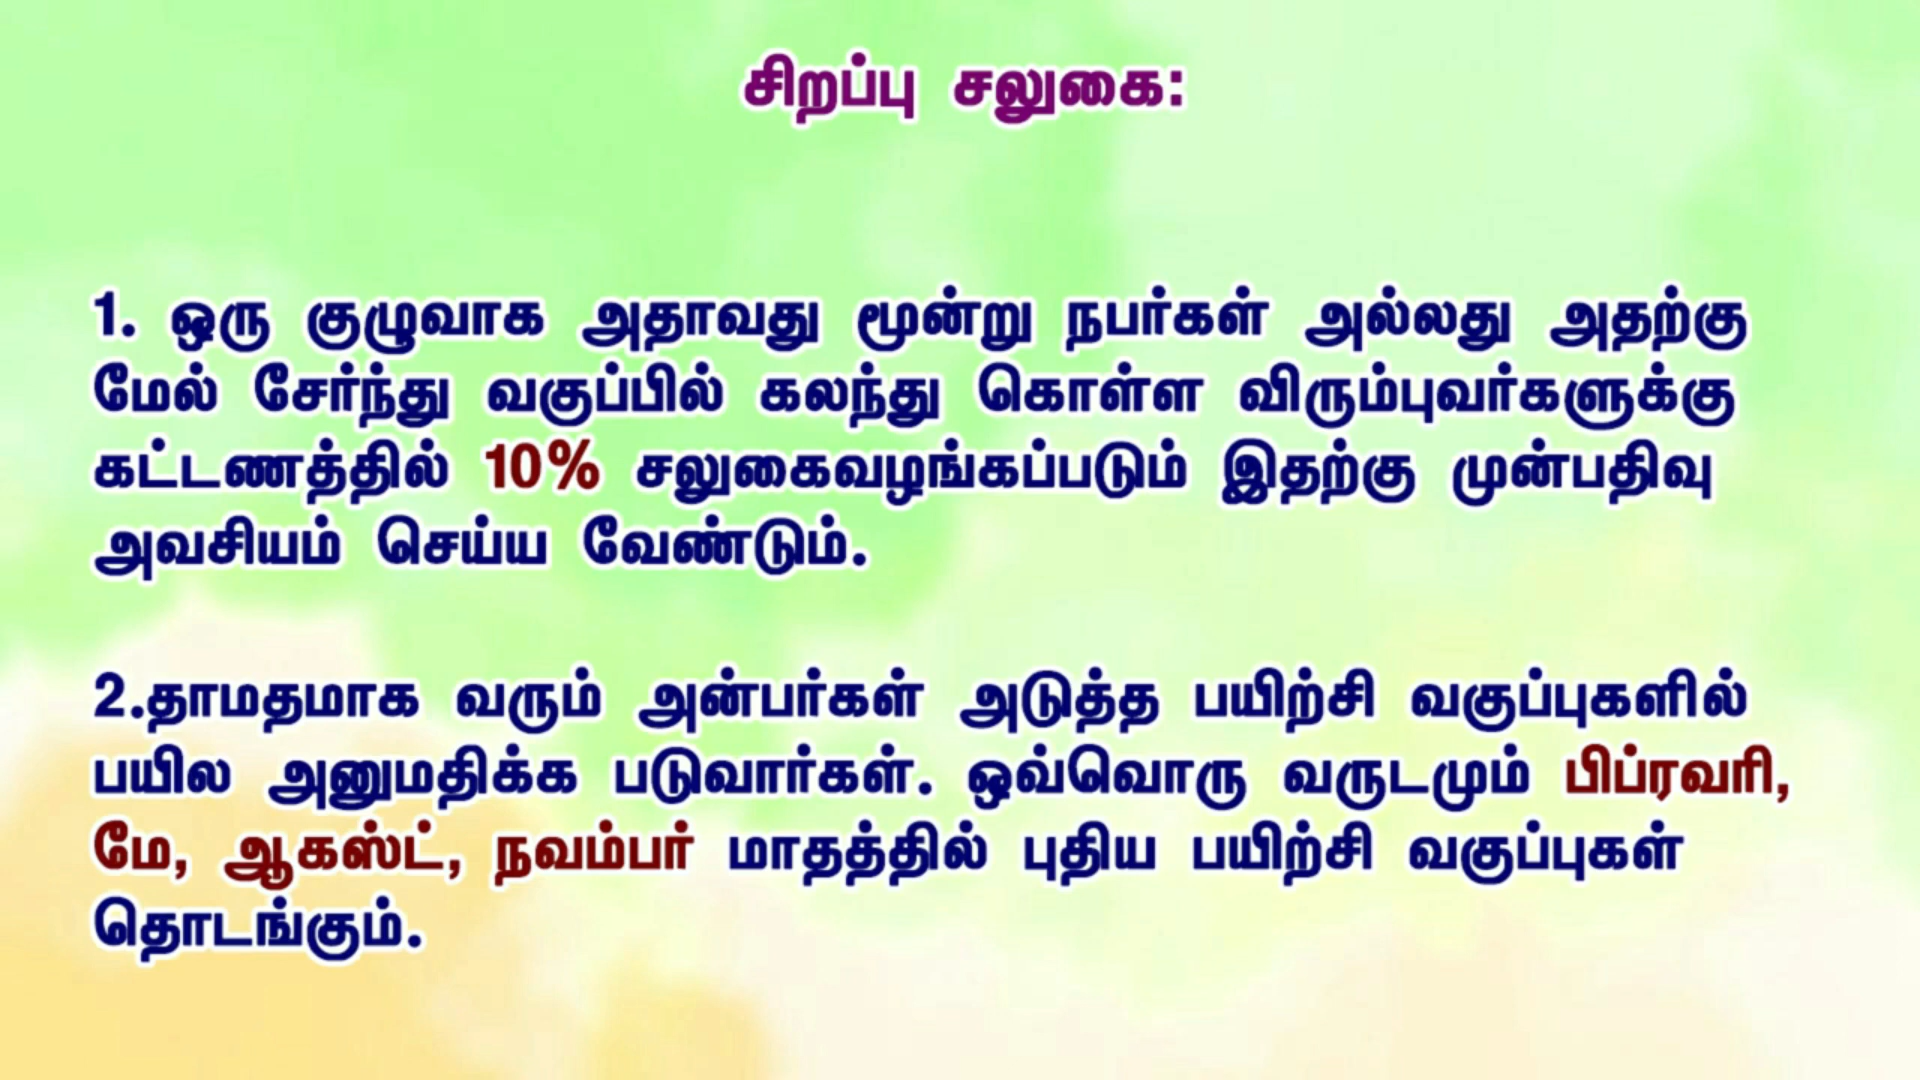 சிறப்பு சலுகை:
1. ஒரு குழுவாக அதாவது மூன்று நபர்கள் அல்லது அதற்கு
மேல் சேர்ந்து வகுப்பில் கலந்து கொள்ள விரும்புவர்களுக்கு
கட்டணத்தில் 10% சலுகைவழங்கப்படும் இதற்கு முன்பதிவு
அவசியம் செய்ய வேண்டும்.
2.தாமதமாக வரும் அன்பர்கள் அடுத்த பயிற்சி வகுப்புகளில்
பயில அனுமதிக்க படுவார்கள். ஒவ்வொரு வருடமும் பிப்ரவரி,
மே, ஆகஸ்ட், நவம்பர் மாதத்தில் புதிய பயிற்சி வகுப்புகள்
தொடங்கும்.